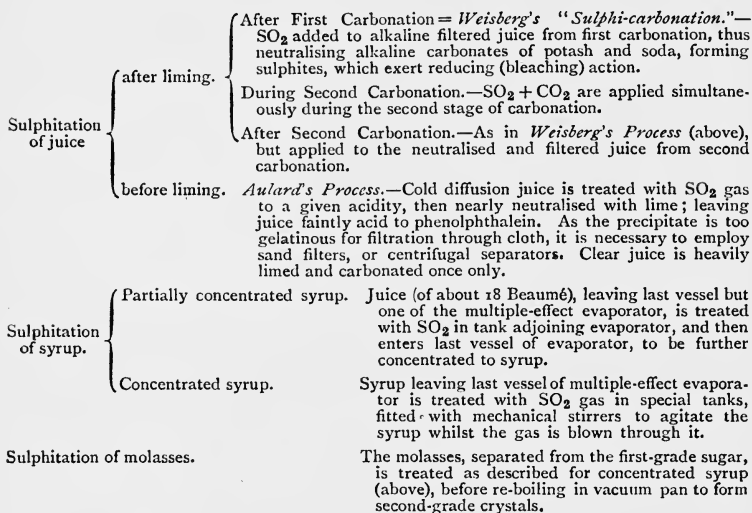 After First Carbonation = Weisberg's "Sulphi-carbonation."—
SO2 added to alkaline filtered juice from first carbonation, thus
neutralising alkaline carbonates of potash and soda, forming
sulphites, which exert reducing (bleaching) action.
after liming.
During Second Carbonation.—SO2 + CO2 are applied simultane-
ously during the second stage of carbonation.
Sulphitation
of juice
After Second Carbonation.—As in Weisberg's Process (above),
but applied to the neutralised and filtered juice from second
carbonation.
before liming. Aulard's Process.—Cold diffusion juice is treated with SO2 gas
to a given acidity, then nearly neutralised with lime; leaving
juice faintly acid to phenolphthalein. As the precipitate is too
gelatinous for filtration through cloth, it is necessary to employ
sand filters, or centrifugal separators. Clear juice is heavily
limed and carbonated once only.
Partially concentrated syrup. Juice (of about 18 Beaumé), leaving last vessel but
one of the multiple-effect evaporator, is treated
with SO2 in tank adjoining evaporator, and then
enters last vessel of evaporator, to be further
concentrated to syrup.
Sulphitation
of syrup.
Concentrated syrup. Syrup leaving last vessel of multiple-effect evapora-
tor is treated with SO2 gas in special tanks,
fitted with mechanical stirrers to agitate the
syrup whilst the gas is blown through it.
Sulphitation of molasses. The molasses, separated from the first-grade sugar,
is treated as described for concentrated syrup
(above), before re-boiling in vacuum pan to form
second-grade crystals.